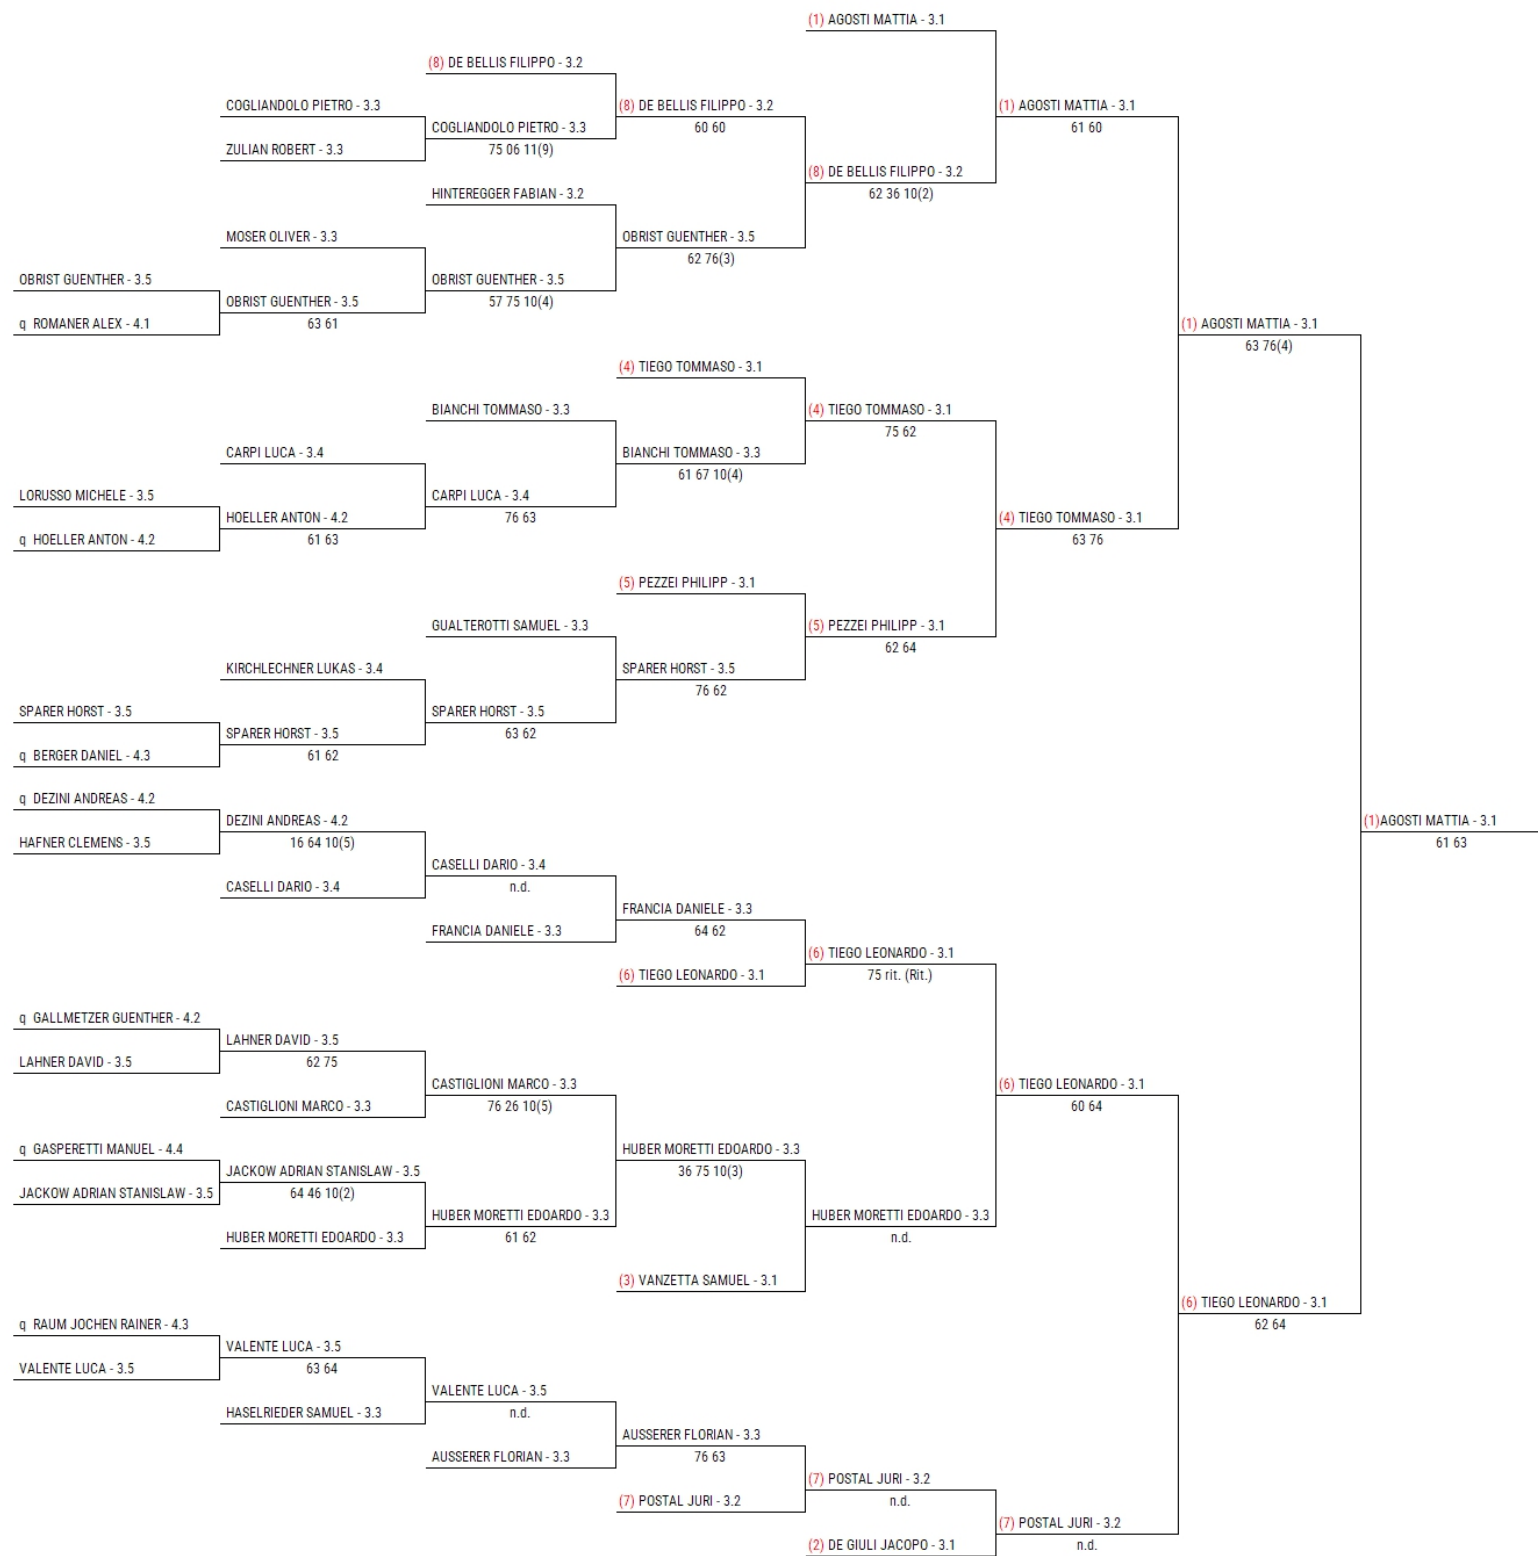 (1) AGOSTI MATTIA - 3.1
(8) DE BELLIS FILIPPO - 3.2
COGLIANDOLO PIETRO - 3.3
(8) DE BELLIS FILIPPO - 3.2
(1) AGOSTI MATTIA - 3.1
COGLIANDOLO PIETRO - 3.3
60 60
61 60
ZULIAN ROBERT - 3.3
75 06 11(9)
(8) DE BELLIS FILIPPO - 3.2
HINTEREGGER FABIAN - 3.2
62 36 10(2)
MOSER OLIVER - 3.3
OBRIST GUENTHER - 3.5
62 76(3)
OBRIST GUENTHER - 3.5
OBRIST GUENTHER - 3.5
OBRIST GUENTHER - 3.5
57 75 10(4)
q ROMANER ALEX - 4.1
63 61
(1) AGOSTI MATTIA - 3.1
63 76(4)
(4) TIEGO TOMMASO - 3.1
BIANCHI TOMMASO - 3.3
(4) TIEGO TOMMASO - 3.1
75 62
CARPI LUCA - 3.4
BIANCHI TOMMASO - 3.3
61 67 10(4)
LORUSSO MICHELE - 3.5
CARPI LUCA - 3.4
HOELLER ANTON - 4.2
76 63
(4) TIEGO TOMMASO - 3.1
q HOELLER ANTON - 4.2
61 63
63 76
(5) PEZZEI PHILIPP - 3.1
GUALTEROTTI SAMUEL - 3.3
(5) PEZZEI PHILIPP - 3.1
62 64
KIRCHLECHNER LUKAS - 3.4
SPARER HORST - 3.5
76 62
SPARER HORST - 3.5
SPARER HORST - 3.5
SPARER HORST - 3.5
63 62
q BERGER DANIEL - 4.3
61 62
q DEZINI ANDREAS - 4.2
DEZINI ANDREAS - 4.2
(1)AGOSTI MATTIA - 3.1
HAFNER CLEMENS - 3.5
16 64 10(5)
61 63
CASELLI DARIO - 3.4
CASELLI DARIO - 3.4
n.d.
FRANCIA DANIELE - 3.3
FRANCIA DANIELE - 3.3
64 62
(6) TIEGO LEONARDO - 3.1
(6) TIEGO LEONARDO - 3.1
75 rit. (Rit.)
q GALLMETZER GUENTHER - 4.2
LAHNER DAVID - 3.5
LAHNER DAVID - 3.5
62 75
CASTIGLIONI MARCO - 3.3
(6) TIEGO LEONARDO - 3.1
CASTIGLIONI MARCO - 3.3
76 26 10(5)
60 64
q GASPERETTI MANUEL - 4.4
HUBER MORETTI EDOARDO - 3.3
JACKOW ADRIAN STANISLAW - 3.5
36 75 10(3)
JACKOW ADRIAN STANISLAW - 3.5
64 46 10(2)
HUBER MORETTI EDOARDO - 3.3
HUBER MORETTI EDOARDO - 3.3
HUBER MORETTI EDOARDO - 3.3
61 62
n.d.
(3) VANZETTA SAMUEL - 3.1
(6) TIEGO LEONARDO - 3.1
q RAUM JOCHEN RAINER - 4.3
62 64
VALENTE LUCA - 3.5
VALENTE LUCA - 3.5
63 64
VALENTE LUCA - 3.5
HASELRIEDER SAMUEL - 3.3
n.d.
AUSSERER FLORIAN - 3.3
AUSSERER FLORIAN - 3.3
76 63
(7) POSTAL JURI - 3.2
(7) POSTAL JURI - 3.2
n.d.
(7) POSTAL JURI - 3.2
(2) DE GIULI JACOPO - 3.1
n.d.